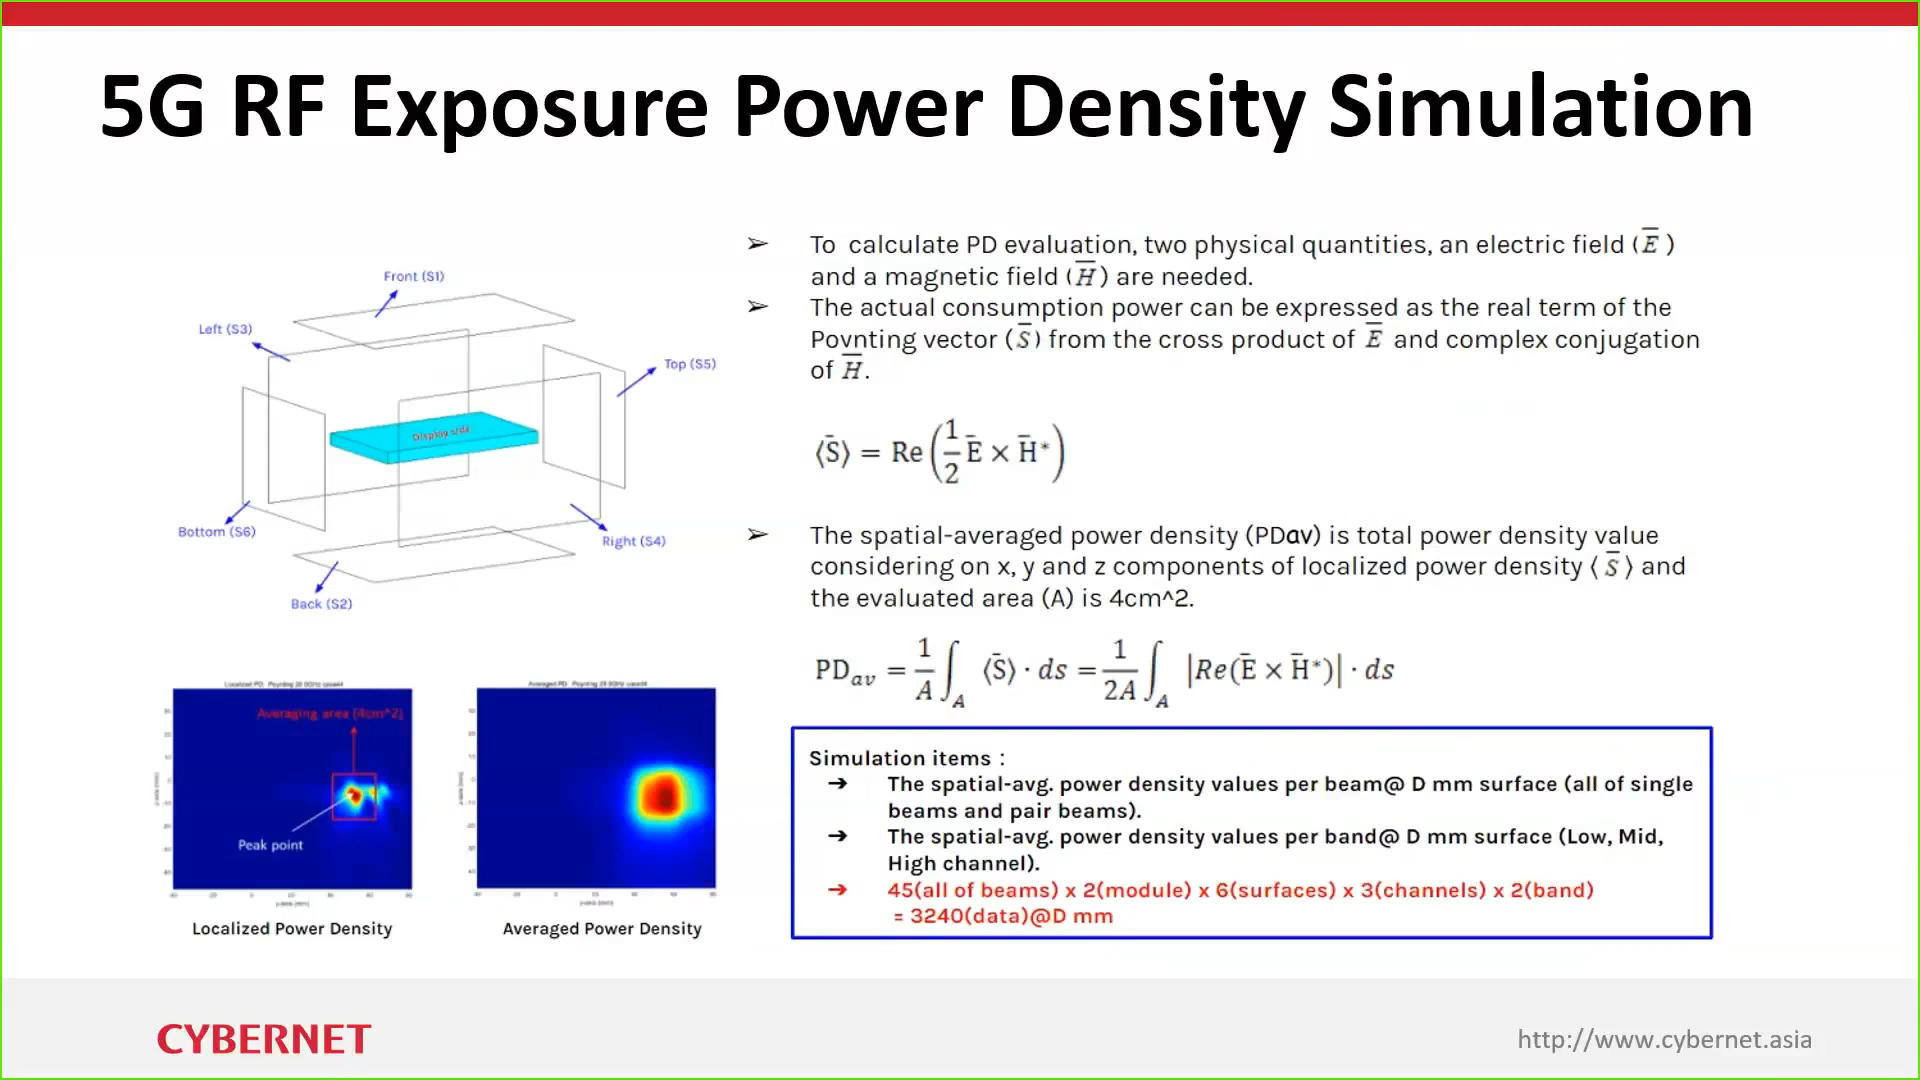 5G RF Exposure Power Density Simulation
Front (S1)
Left (S3)
Top (S5)
Display side
Bottom (S6)
Right (S4)
Back (S2)
➢ To calculate PD evaluation, two physical quantities, an electric field (E̅)
and a magnetic field (H̅) are needed.
➢ The actual consumption power can be expressed as the real term of the
Poynting vector (S̅) from the cross product of E̅ and complex conjugation
of H̅.
⟨S̅⟩ = Re(1/2 E̅ × H̅*)
➢ The spatial-averaged power density (PDav) is total power density value
considering on x, y and z components of localized power density ⟨S̅⟩ and
the evaluated area (A) is 4cm^2.
PDav = 1/A ∫A ⟨S̅⟩ · ds = 1/2A ∫A |Re(E̅ × H̅*)| · ds
Averaging area (4cm^2)
Peak point
Localized Power Density
Averaged Power Density
Simulation items :
➔ The spatial-avg. power density values per beam@ D mm surface (all of single
beams and pair beams).
➔ The spatial-avg. power density values per band@ D mm surface (Low, Mid,
High channel).
➔ 45(all of beams) x 2(module) x 6(surfaces) x 3(channels) x 2(band)
= 3240(data)@D mm
CYBERNET
http://www.cybernet.asia